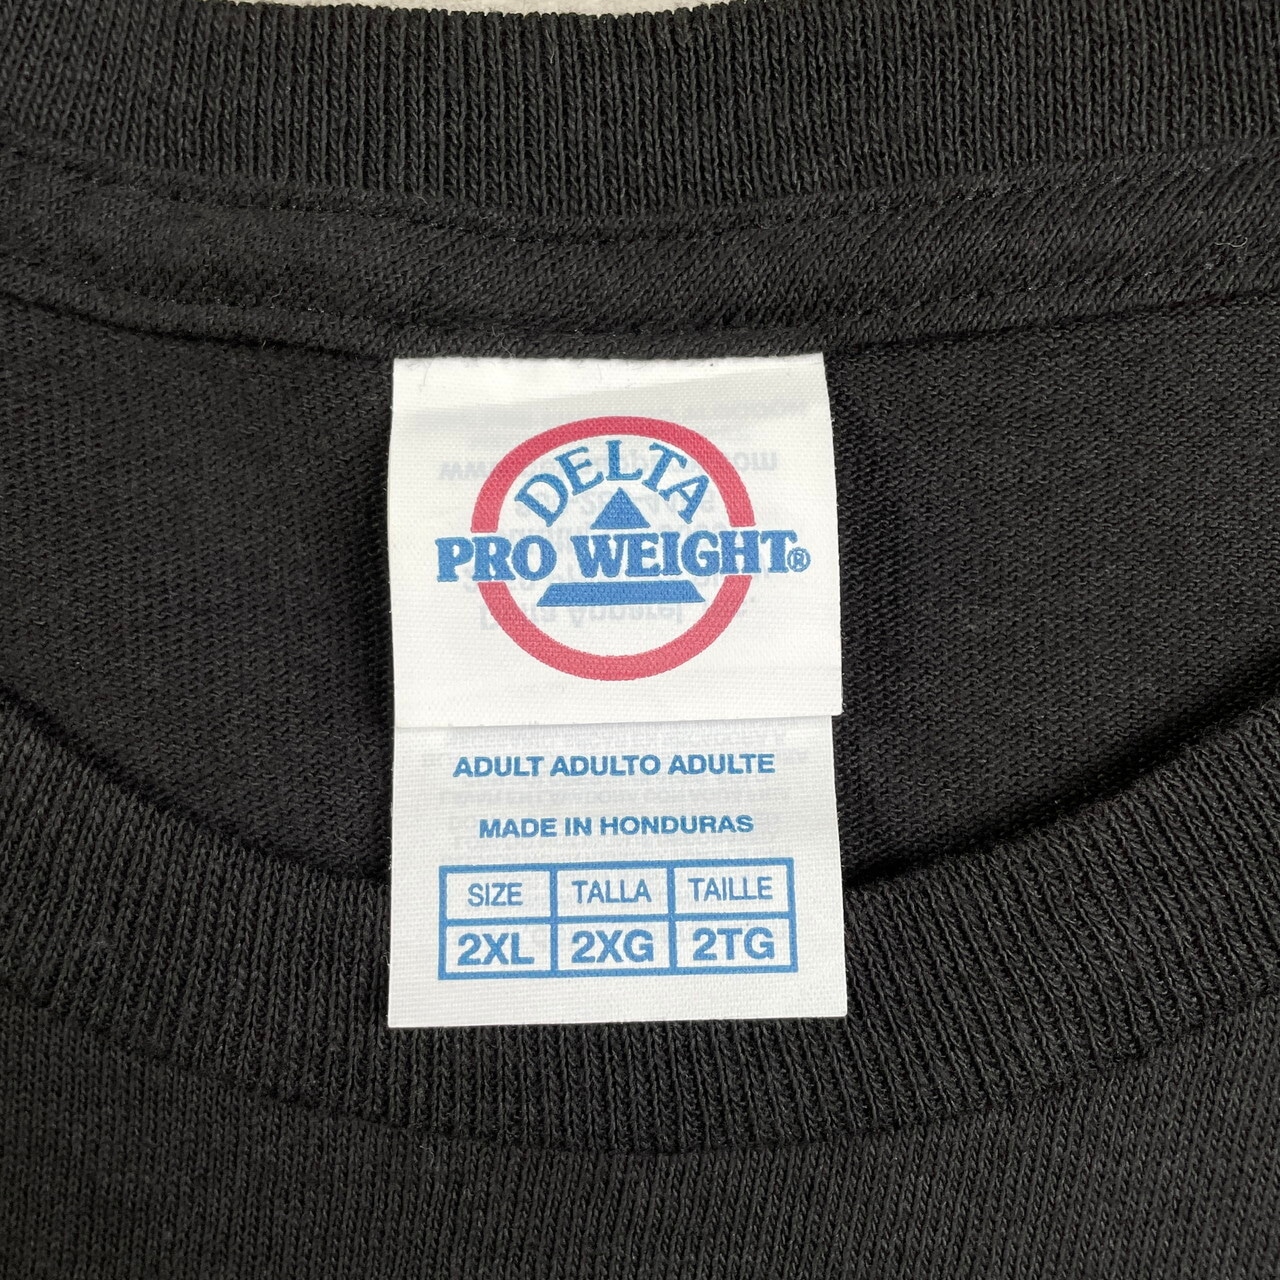 DELTA
PRO WEIGHT®
ADULT ADULTO ADULTE
MADE IN HONDURAS
SIZE TALLA TAILLE
2XL 2XG 2TG